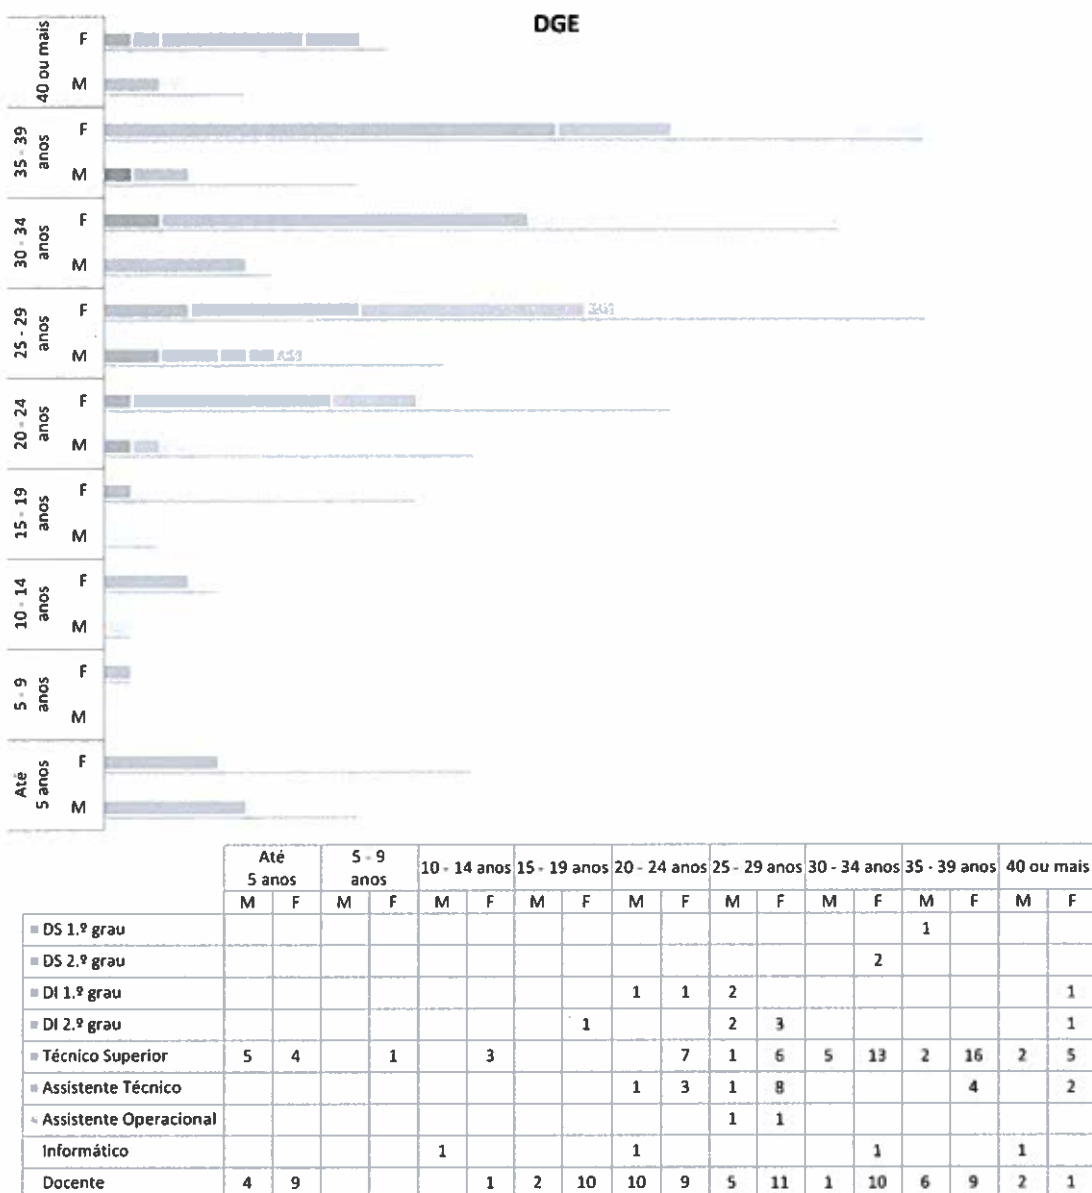 DGE
40 ou mais F
M
35 - 39 anos F
M
30 - 34 anos F
M
25 - 29 anos F
M
20 - 24 anos F
M
15 - 19 anos F
M
10 - 14 anos F
M
5 - 9 anos F
M
Até 5 anos F
M
Até 5 anos 5 - 9 anos 10 - 14 anos 15 - 19 anos 20 - 24 anos 25 - 29 anos 30 - 34 anos 35 - 39 anos 40 ou mais
M F M F M F M F M F M F M F M F M F
DS 1.º grau 1
DS 2.º grau 2
DI 1.º grau 1 1 2 1
DI 2.º grau 1 2 3 1
Técnico Superior 5 4 1 3 7 1 6 5 13 2 16 2 5
Assistente Técnico 1 3 1 8 4 2
Assistente Operacional 1 1
Informático 1 1 1 1
Docente 4 9 1 2 10 10 9 5 11 1 10 6 9 2 1